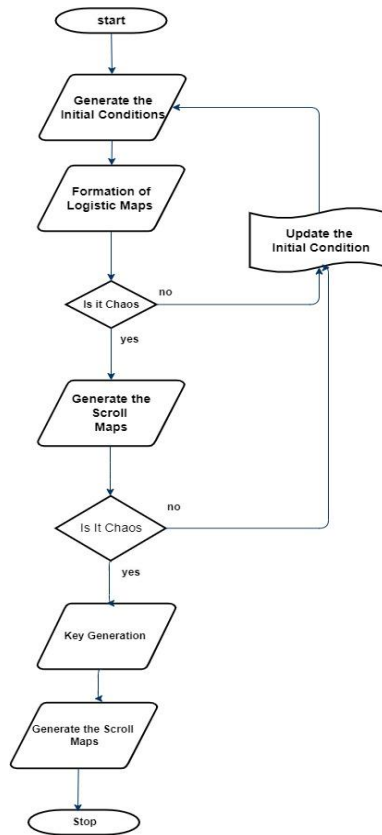 start
Generate the
Initial Conditions
Formation of
Logistic Maps
Update the
Initial Condition
Is it Chaos
no
yes
Generate the
Scroll
Maps
Is It Chaos
no
yes
Key Generation
Generate the Scroll
Maps
Stop